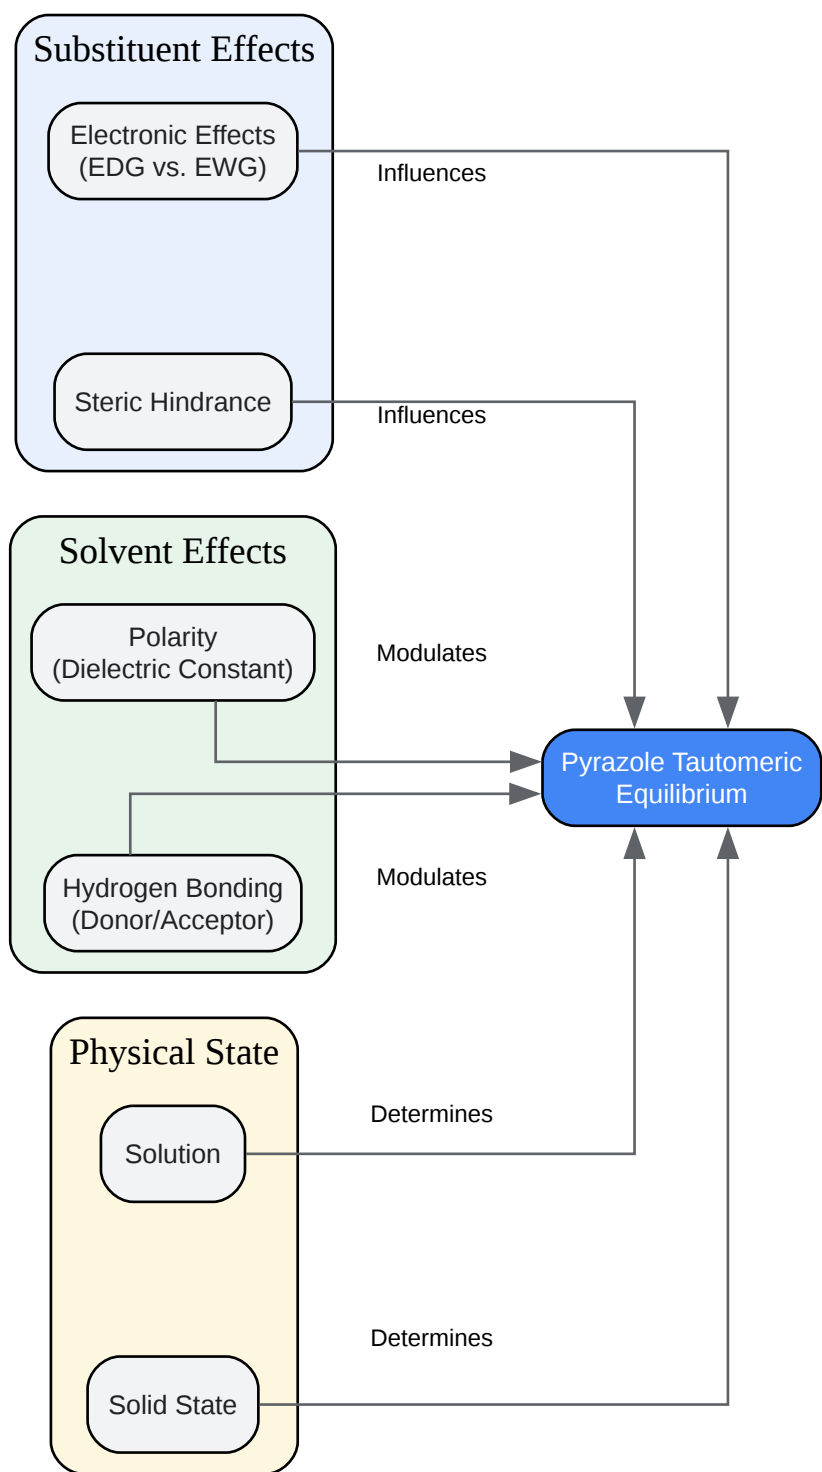 Substituent Effects
Electronic Effects
(EDG vs. EWG)
Influences
Steric Hindrance
Influences
Solvent Effects
Polarity
(Dielectric Constant)
Modulates
Pyrazole Tautomeric
Equilibrium
Hydrogen Bonding
(Donor/Acceptor)
Modulates
Physical State
Solution
Determines
Solid State
Determines